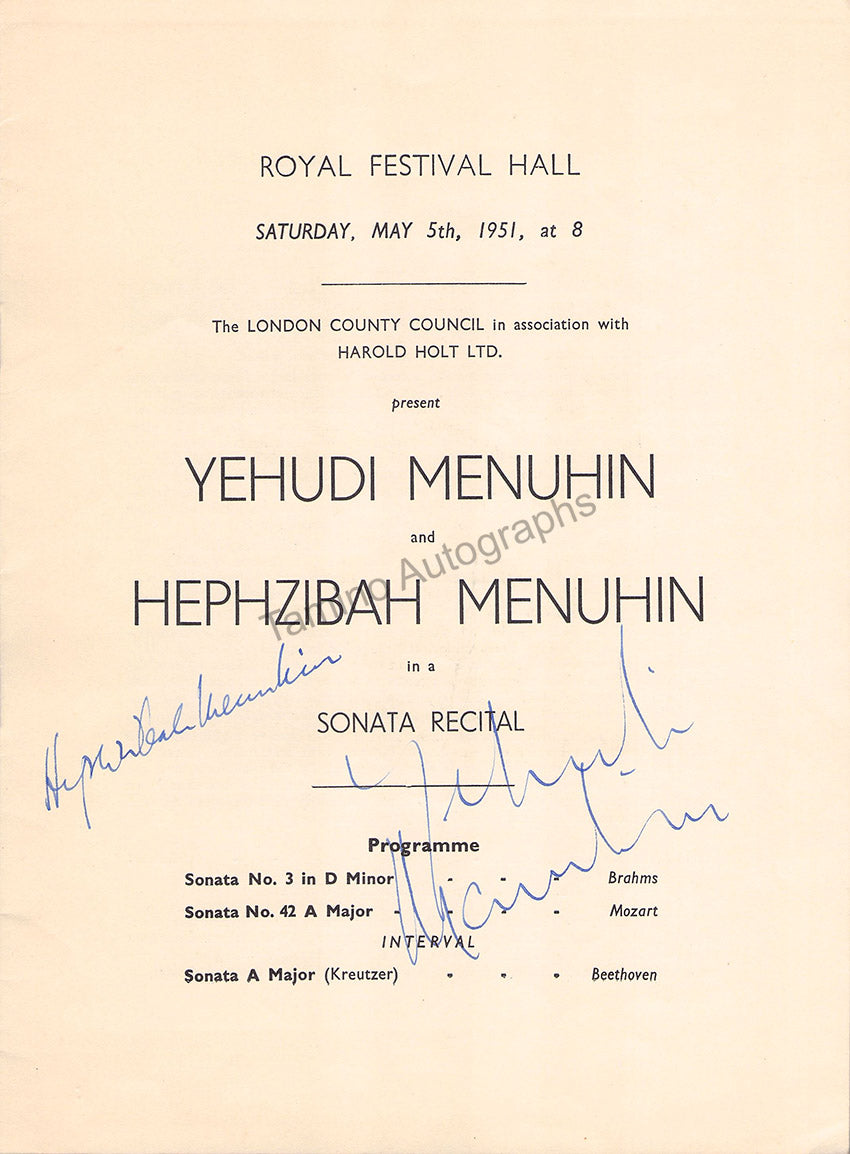 ROYAL FESTIVAL HALL
SATURDAY, MAY 5th, 1951, at 8
The LONDON COUNTY COUNCIL in association with
HAROLD HOLT LTD.
present
YEHUDI MENUHIN
and
Tamino Autographs
HEPHZIBAH MENUHIN
in a
Hephzibah Menuhin
SONATA RECITAL
Yehudi
Menuhin
Programme
Sonata No. 3 in D Minor - - - Brahms
Sonata No. 42 A Major - - - - Mozart
INTERVAL
Sonata A Major (Kreutzer) - - - Beethoven